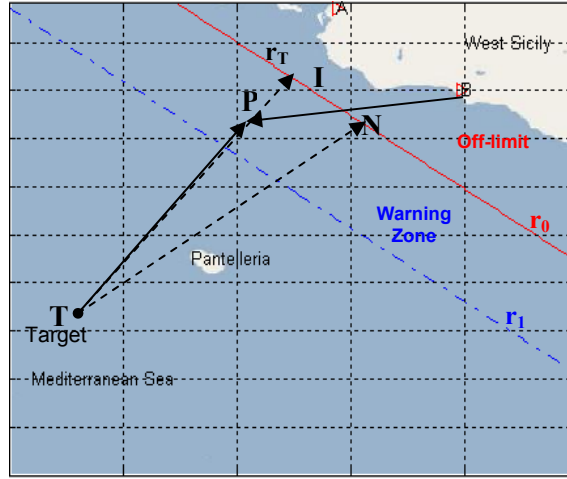 A
West Sicily
r_T
I
B
P
N
Off-limit
Warning
Zone
r_0
Pantelleria
T
r_1
Target
Mediterranean Sea